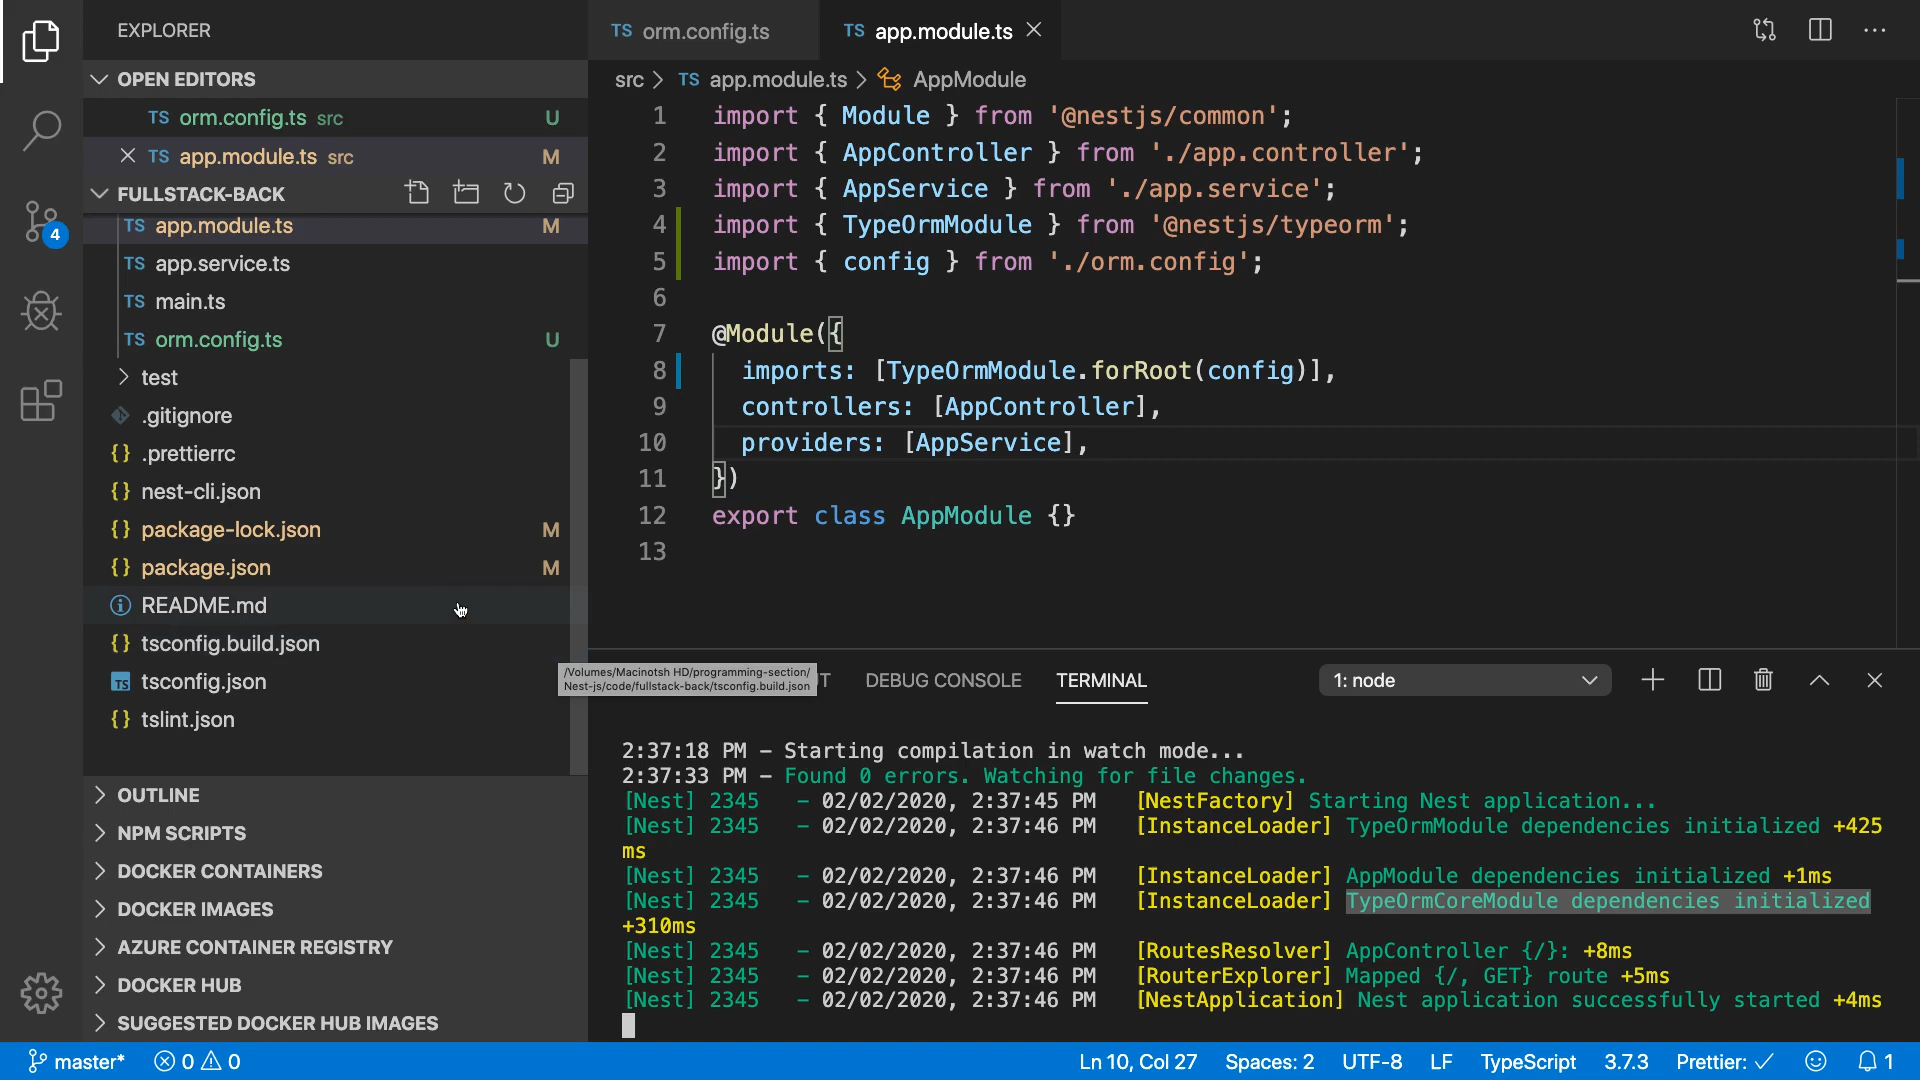 EXPLORER
OPEN EDITORS
TS orm.config.ts src U
TS app.module.ts src M
FULLSTACK-BACK
TS app.module.ts M
TS app.service.ts
TS main.ts
TS orm.config.ts U
test
.gitignore
{} .prettierrc
{} nest-cli.json
{} package-lock.json M
{} package.json M
README.md
{} tsconfig.build.json
TS tsconfig.json
{} tslint.json
OUTLINE
NPM SCRIPTS
DOCKER CONTAINERS
DOCKER IMAGES
AZURE CONTAINER REGISTRY
DOCKER HUB
SUGGESTED DOCKER HUB IMAGES
4
TS orm.config.ts
TS app.module.ts
src > TS app.module.ts > AppModule
1 import { Module } from '@nestjs/common';
2 import { AppController } from './app.controller';
3 import { AppService } from './app.service';
4 import { TypeOrmModule } from '@nestjs/typeorm';
5 import { config } from './orm.config';
6
7 @Module({
8 imports: [TypeOrmModule.forRoot(config)],
9 controllers: [AppController],
10 providers: [AppService],
11 })
12 export class AppModule {}
13
/Volumes/Macinotsh HD/programming-section/
Nest-js/code/fullstack-back/tsconfig.build.json
T DEBUG CONSOLE TERMINAL 1: node
2:37:18 PM - Starting compilation in watch mode...
2:37:33 PM - Found 0 errors. Watching for file changes.
[Nest] 2345 - 02/02/2020, 2:37:45 PM [NestFactory] Starting Nest application...
[Nest] 2345 - 02/02/2020, 2:37:46 PM [InstanceLoader] TypeOrmModule dependencies initialized +425
ms
[Nest] 2345 - 02/02/2020, 2:37:46 PM [InstanceLoader] AppModule dependencies initialized +1ms
[Nest] 2345 - 02/02/2020, 2:37:46 PM [InstanceLoader] TypeOrmCoreModule dependencies initialized
+310ms
[Nest] 2345 - 02/02/2020, 2:37:46 PM [RoutesResolver] AppController {/}: +8ms
[Nest] 2345 - 02/02/2020, 2:37:46 PM [RouterExplorer] Mapped {/, GET} route +5ms
[Nest] 2345 - 02/02/2020, 2:37:46 PM [NestApplication] Nest application successfully started +4ms
master* 0 0 Ln 10, Col 27 Spaces: 2 UTF-8 LF TypeScript 3.7.3 Prettier: ✓ 1